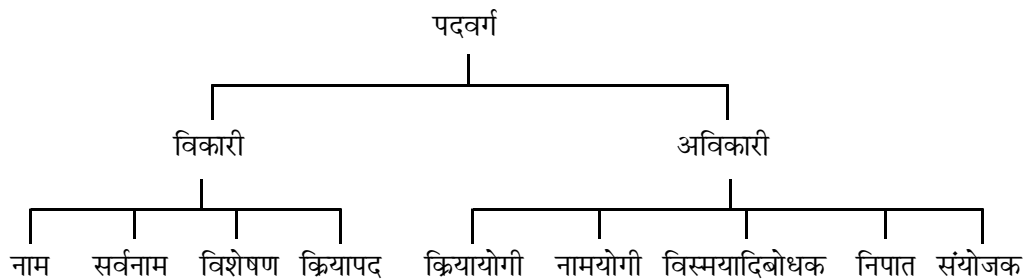 पदवर्ग
विकारी अविकारी
नाम सर्वनाम विशेषण क्रियापद क्रियायोगी नामयोगी विस्मयादिबोधक निपात संयोजक